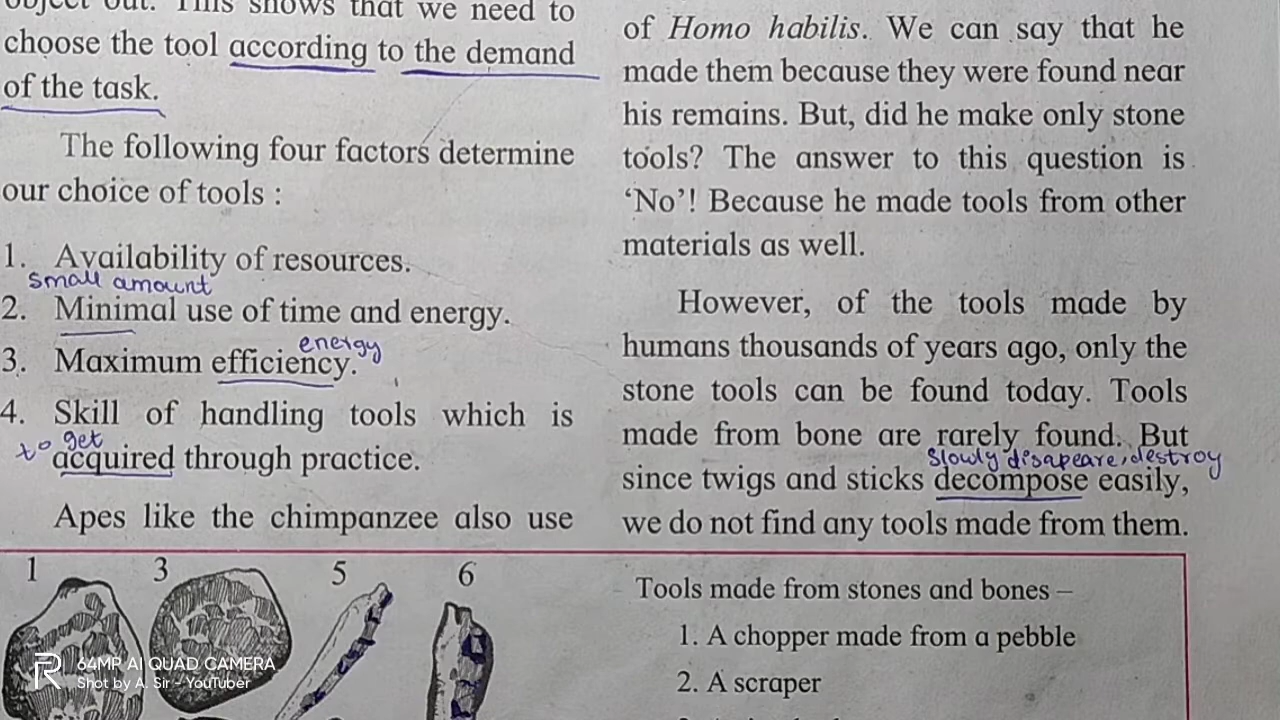 object out. This shows that we need to
choose the tool according to the demand
of the task.
The following four factors determine
our choice of tools :
1. Availability of resources.
small amount
2. Minimal use of time and energy.
energy
3. Maximum efficiency.
4. Skill of handling tools which is
to get
acquired through practice.
Apes like the chimpanzee also use
of Homo habilis. We can say that he
made them because they were found near
his remains. But, did he make only stone
tools? The answer to this question is
‘No’! Because he made tools from other
materials as well.
However, of the tools made by
humans thousands of years ago, only the
stone tools can be found today. Tools
made from bone are rarely found. But
slowly disapeare, destroy
since twigs and sticks decompose easily,
we do not find any tools made from them.
1 3 5 6
Tools made from stones and bones –
1. A chopper made from a pebble
2. A scraper
64MP AI QUAD CAMERA
Shot by A. Sir - YouTuber